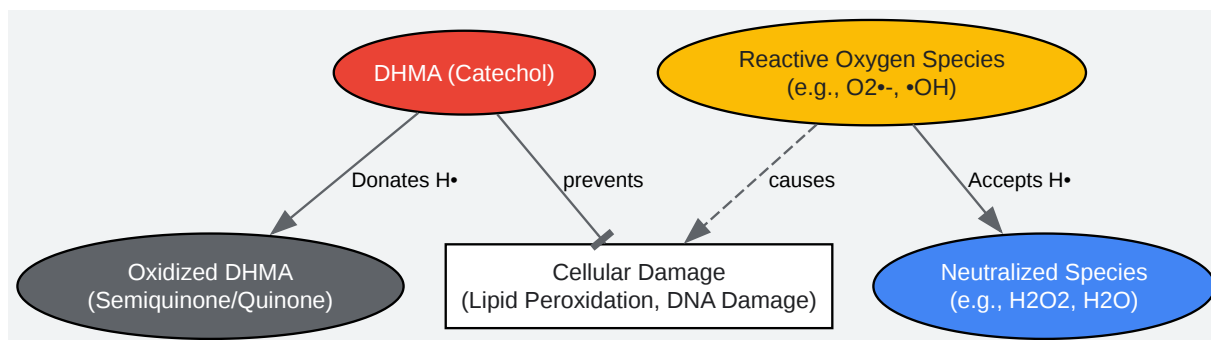 DHMA (Catechol)
Reactive Oxygen Species
(e.g., O2•-, •OH)
Donates H•
prevents
causes
Accepts H•
Oxidized DHMA
(Semiquinone/Quinone)
Cellular Damage
(Lipid Peroxidation, DNA Damage)
Neutralized Species
(e.g., H2O2, H2O)